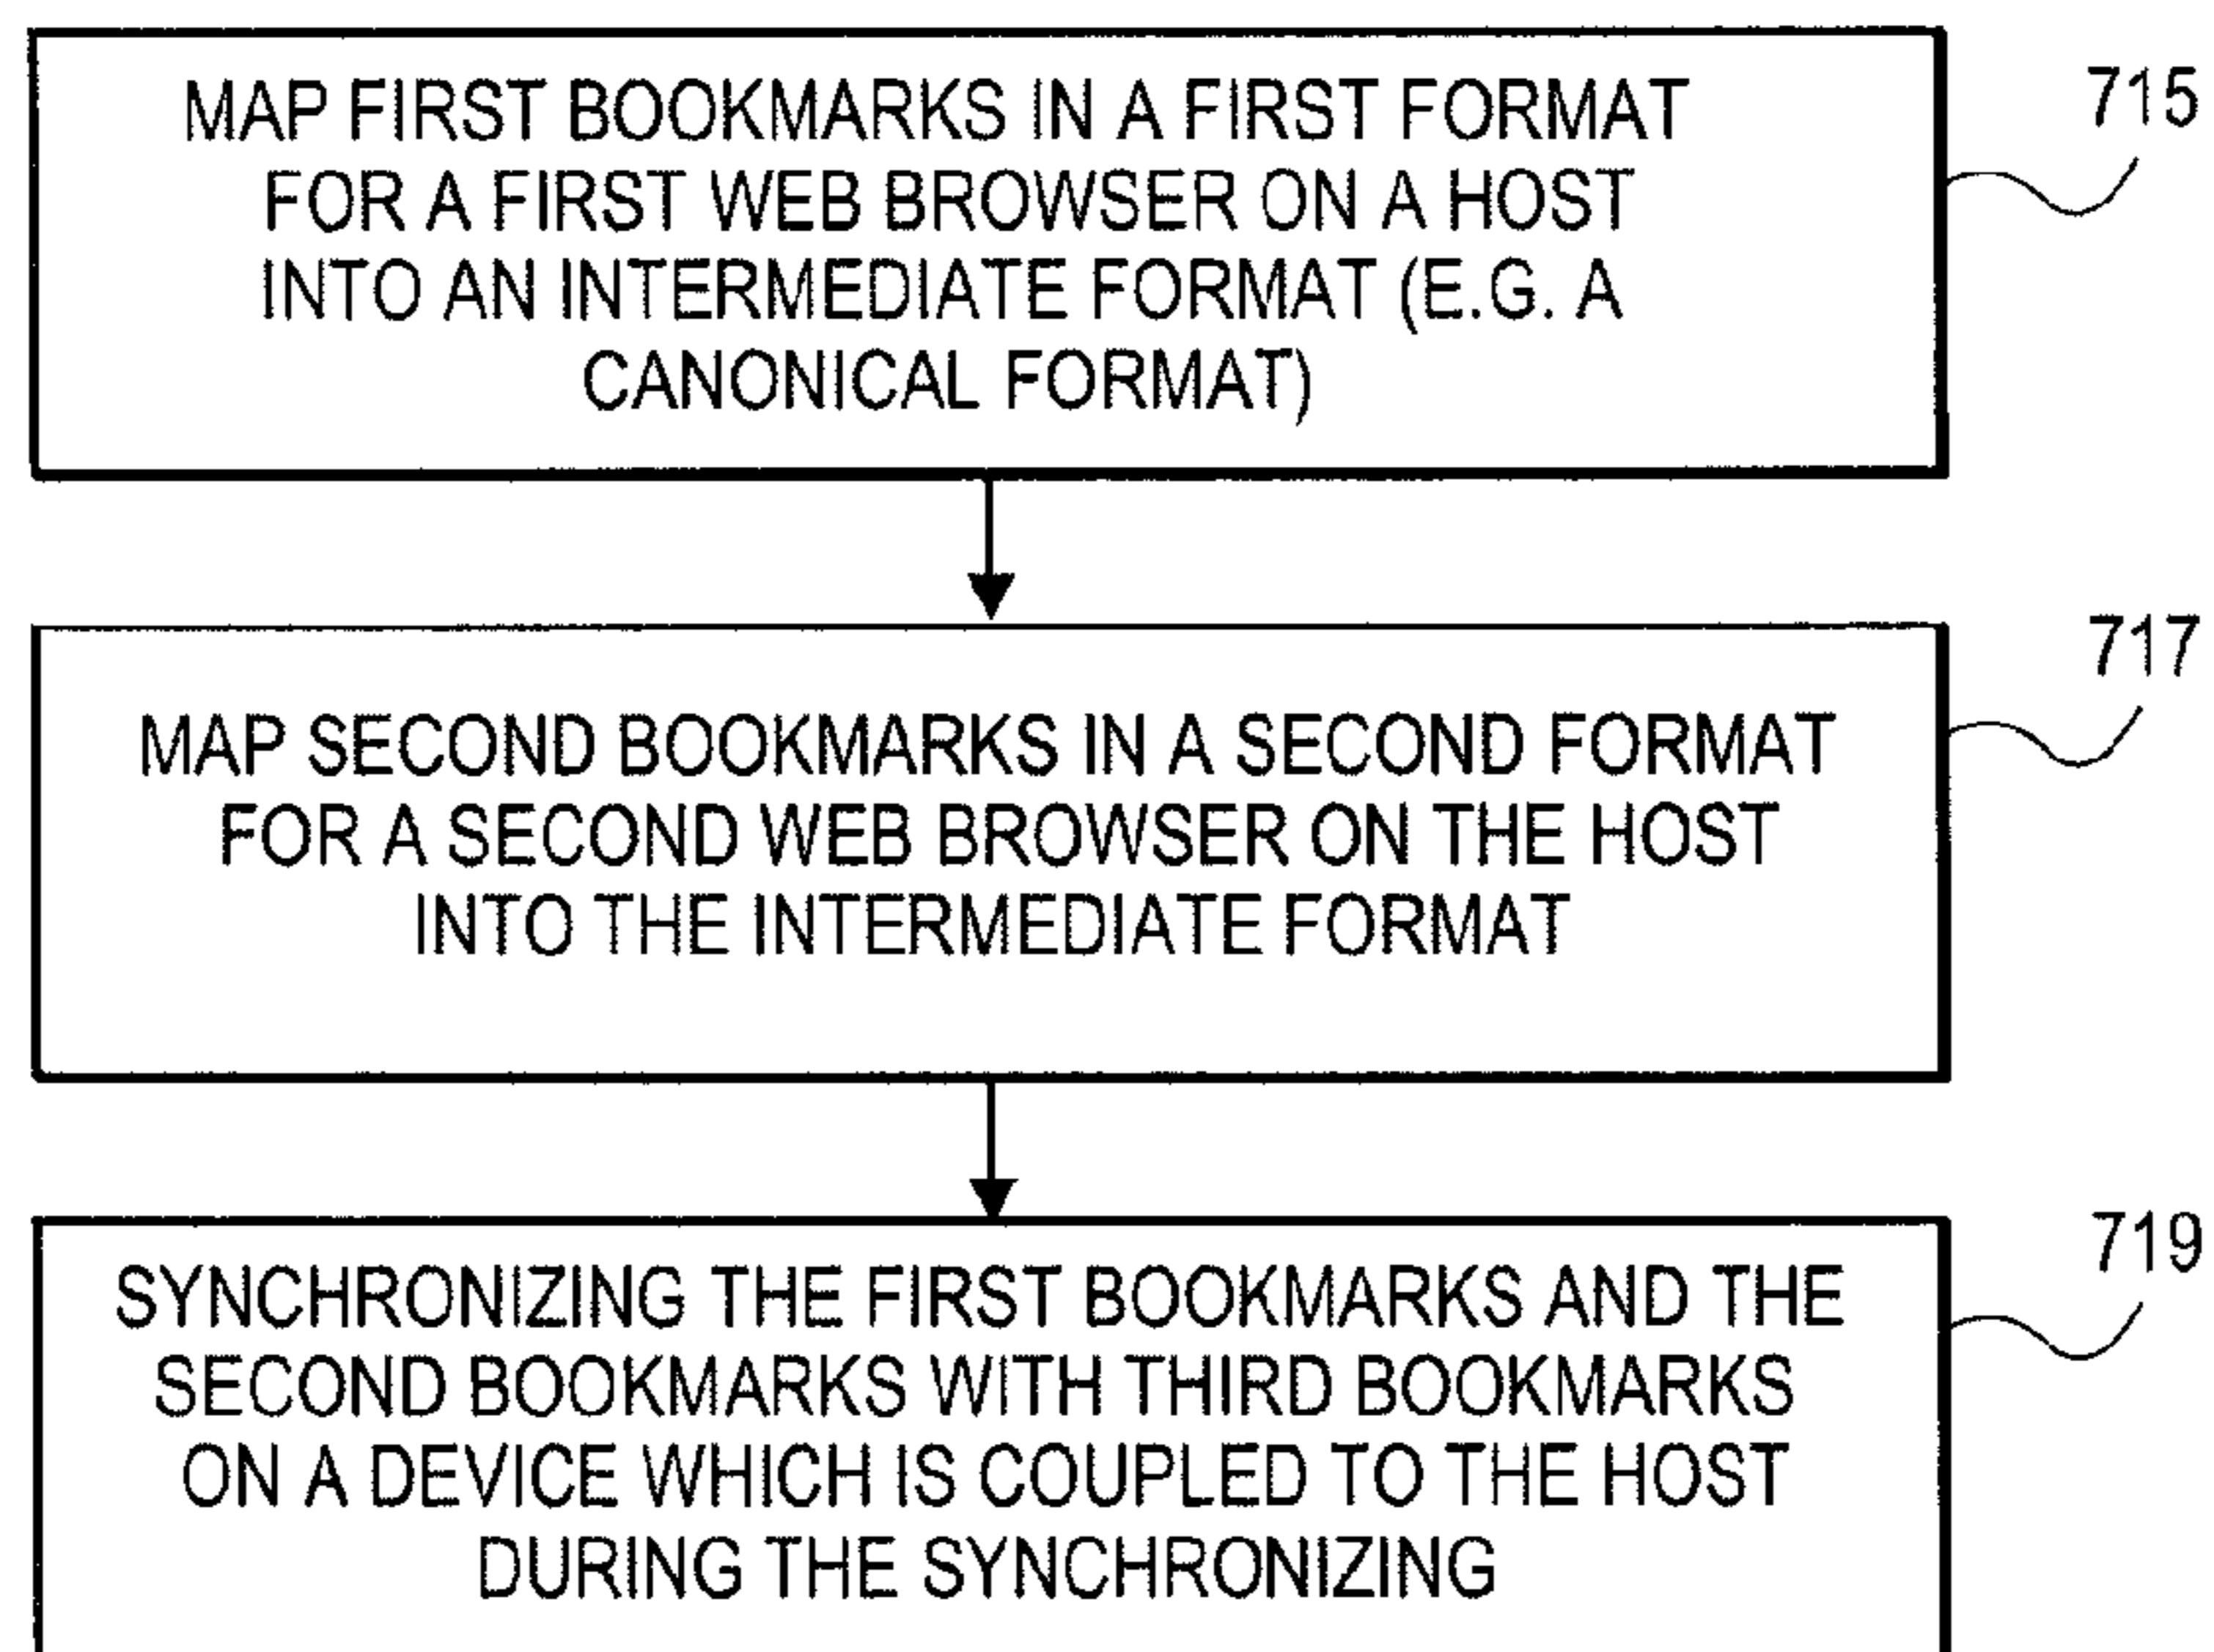 MAP FIRST BOOKMARKS IN A FIRST FORMAT
FOR A FIRST WEB BROWSER ON A HOST
INTO AN INTERMEDIATE FORMAT (E.G. A
CANONICAL FORMAT)
715
MAP SECOND BOOKMARKS IN A SECOND FORMAT
FOR A SECOND WEB BROWSER ON THE HOST
INTO THE INTERMEDIATE FORMAT
717
SYNCHRONIZING THE FIRST BOOKMARKS AND THE
SECOND BOOKMARKS WITH THIRD BOOKMARKS
ON A DEVICE WHICH IS COUPLED TO THE HOST
DURING THE SYNCHRONIZING
719